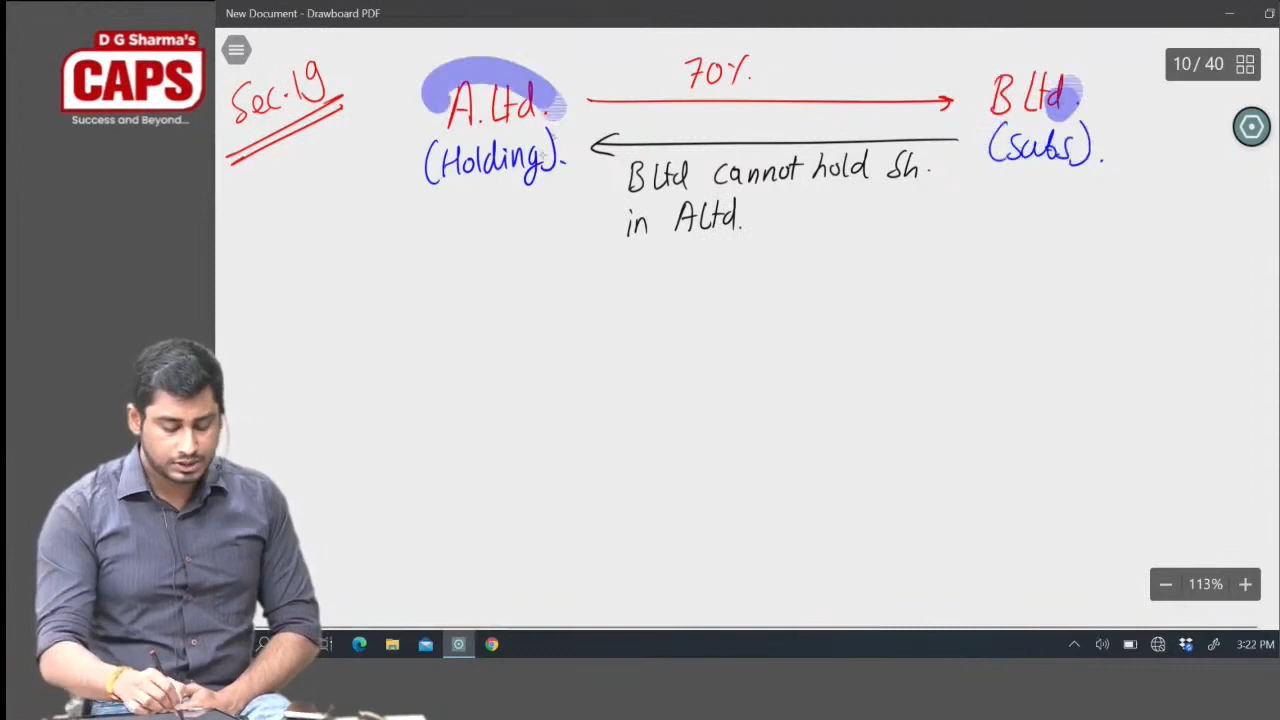 New Document - Drawboard PDF
D G Sharma's
CAPS
Success and Beyond...
10 / 40
Sec.19
A.Ltd.
70%
B Ltd.
(Holding).
(Subs).
B Ltd cannot hold Sh.
in A Ltd.
113%
3:22 PM